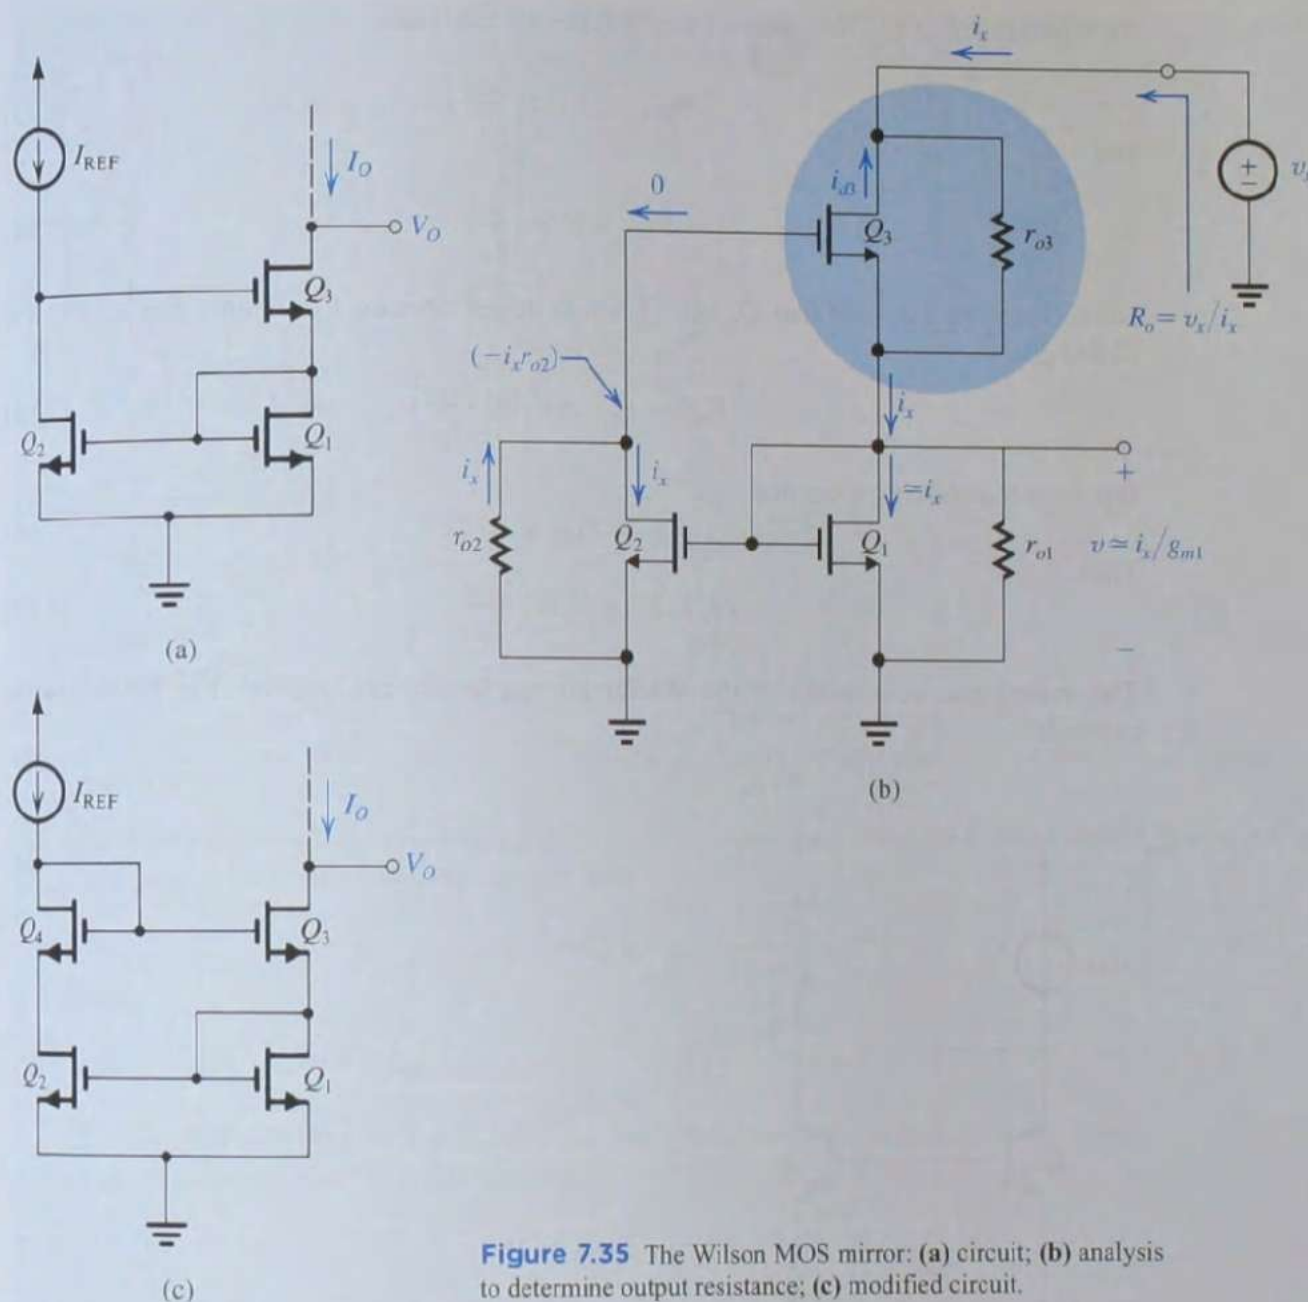 I_REF
I_O
V_O
Q_3
Q_2
Q_1
(a)
i_x
0
i_d3
Q_3
r_o3
R_o = v_x/i_x
(−i_x r_o2)
i_x
i_x
i_x
≃i_x
+
r_o2
Q_2
Q_1
r_o1
v ≃ i_x/g_m1
−
(b)
I_REF
I_O
V_O
Q_4
Q_3
Q_2
Q_1
(c)
Figure 7.35 The Wilson MOS mirror: (a) circuit; (b) analysis
to determine output resistance; (c) modified circuit.